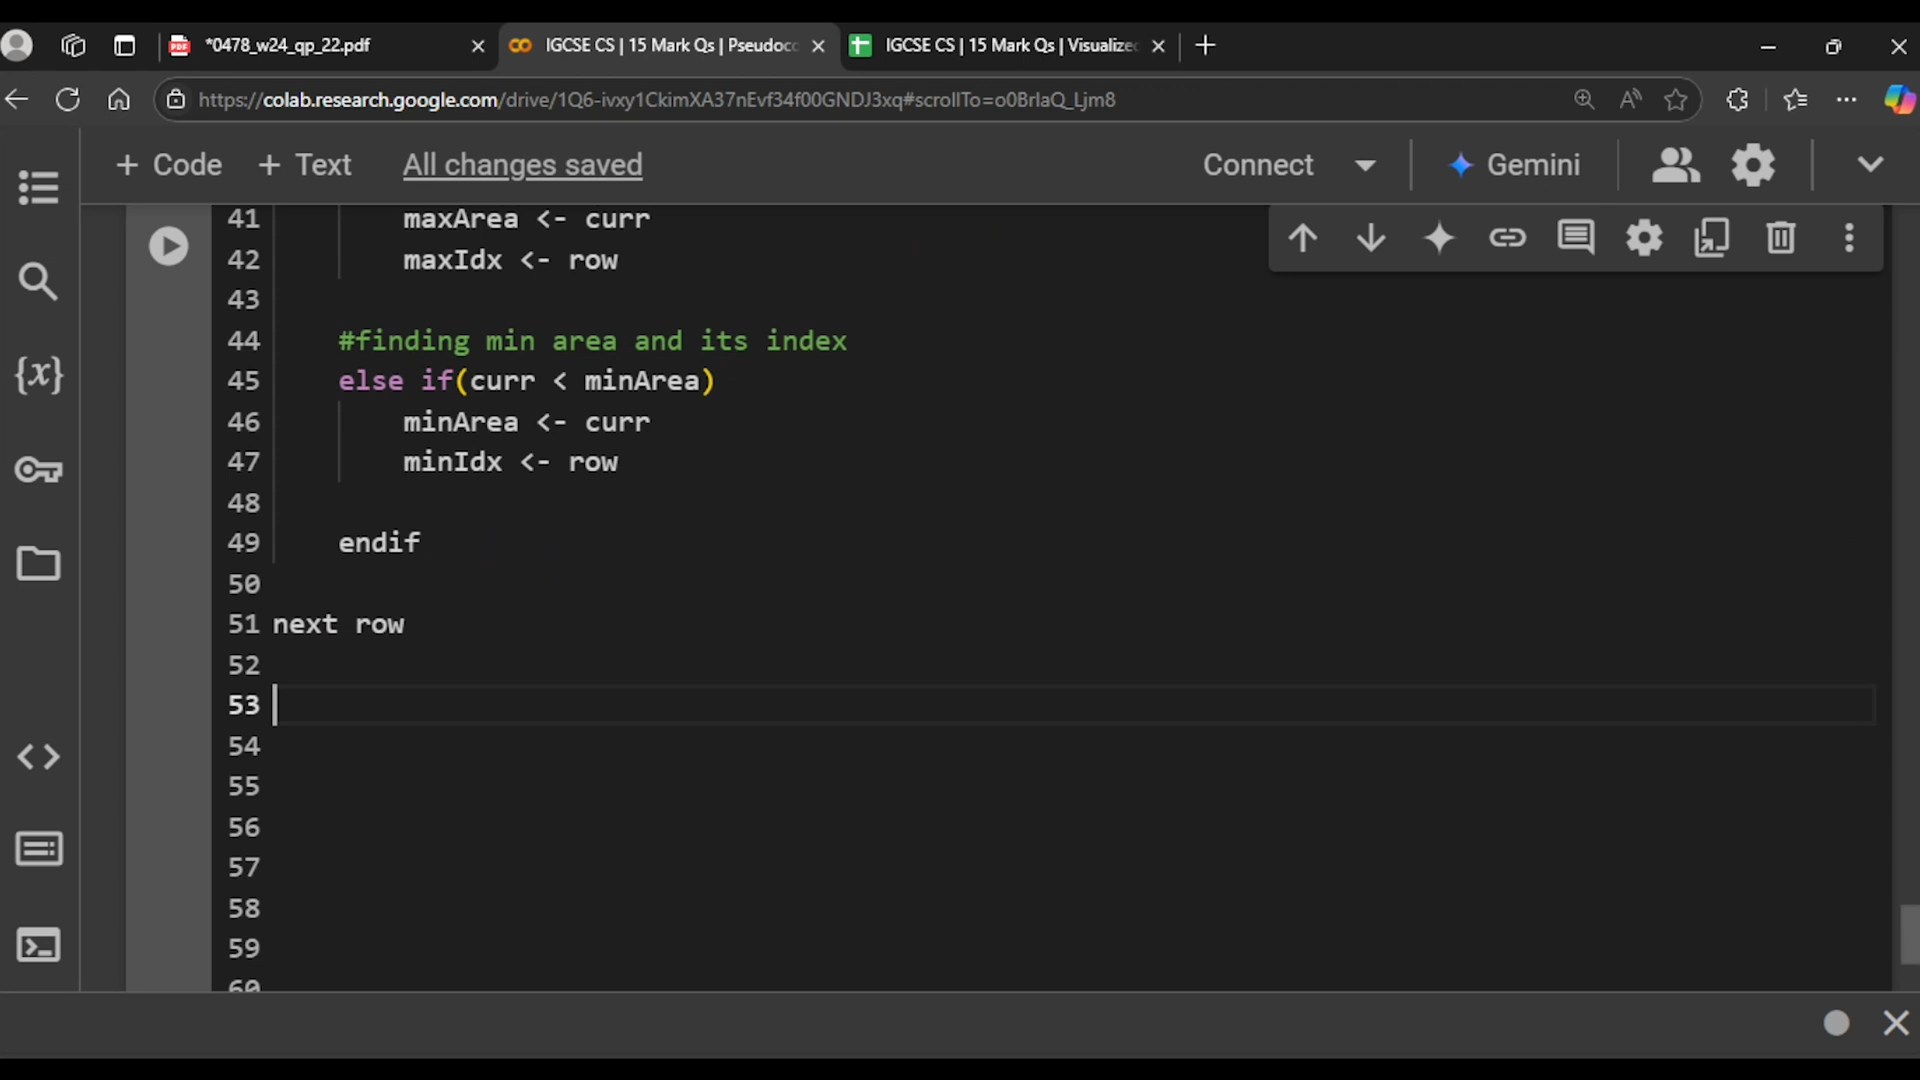 *0478_w24_qp_22.pdf
IGCSE CS | 15 Mark Qs | Pseudoc
IGCSE CS | 15 Mark Qs | Visualize
https://colab.research.google.com/drive/1Q6-ivxy1CkimXA37nEvf34f00GNDJ3xq#scrollTo=o0BrlaQ_Ljm8
+ Code + Text All changes saved Connect Gemini
41 maxArea <- curr
42 maxIdx <- row
43
44 #finding min area and its index
45 else if(curr < minArea)
46 minArea <- curr
47 minIdx <- row
48
49 endif
50
51 next row
52
53
54
55
56
57
58
59
60